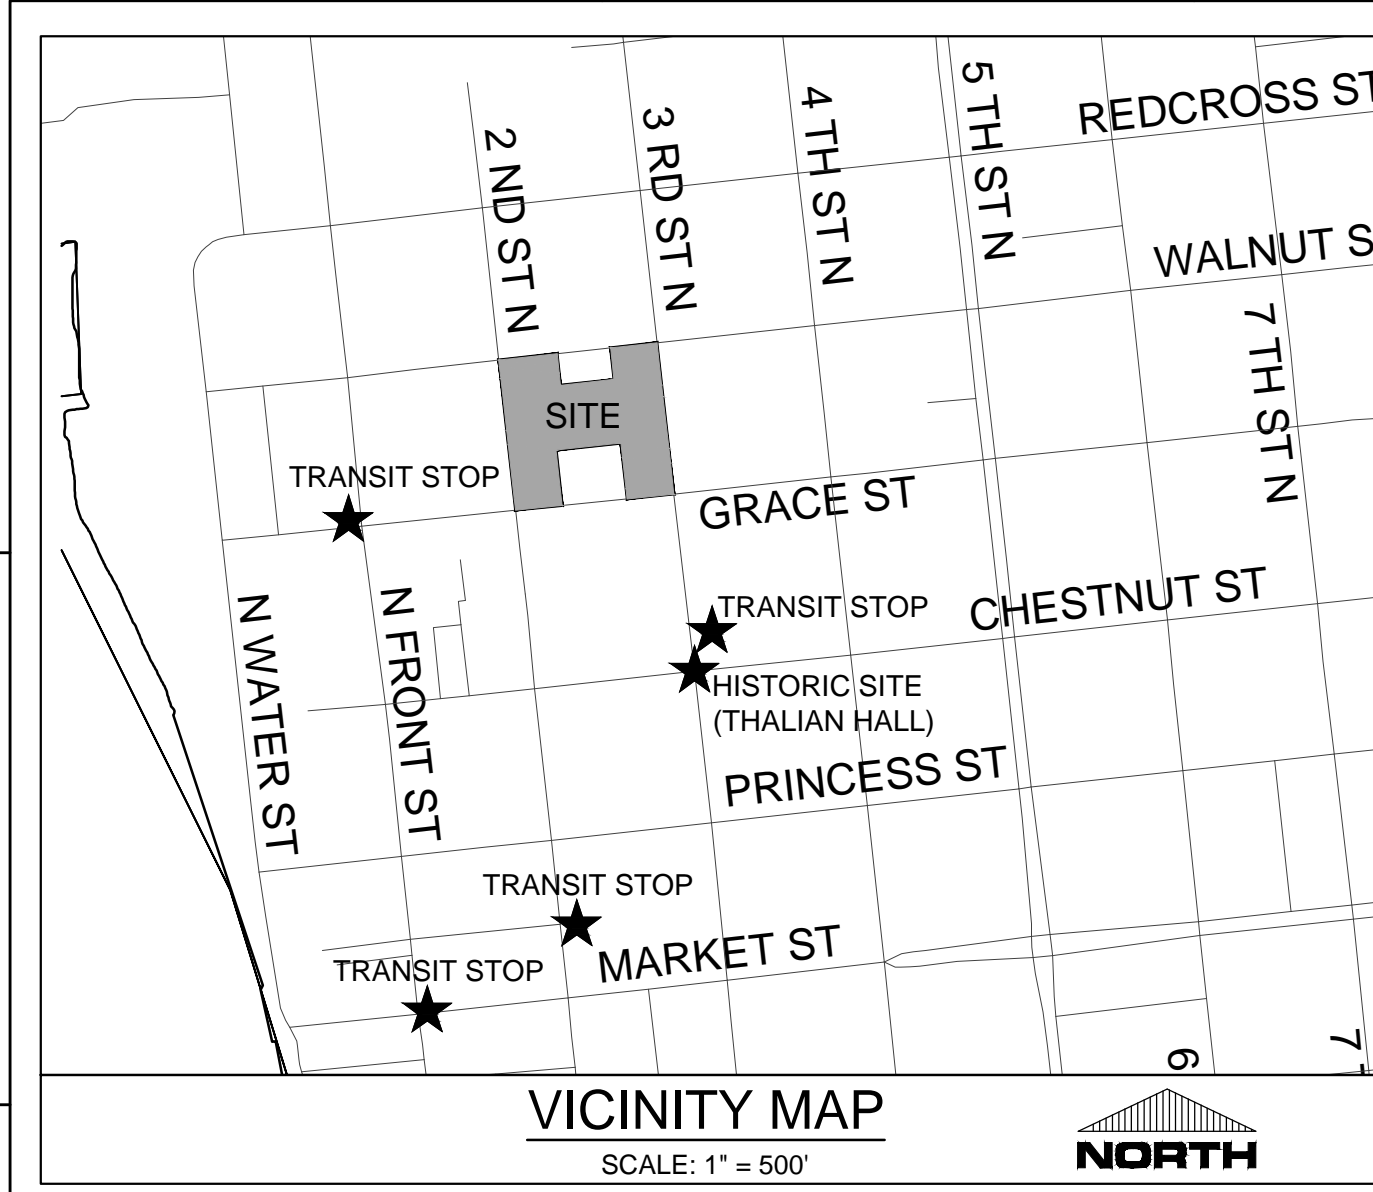 REDCROSS ST
WALNUT S
2 ND ST N
3 RD ST N
4 TH ST N
5 TH ST N
7 TH ST N
SITE
TRANSIT STOP
GRACE ST
N WATER ST
N FRONT ST
TRANSIT STOP
CHESTNUT ST
HISTORIC SITE
(THALIAN HALL)
PRINCESS ST
TRANSIT STOP
MARKET ST
TRANSIT STOP
6
7
VICINITY MAP
SCALE: 1" = 500'
NORTH